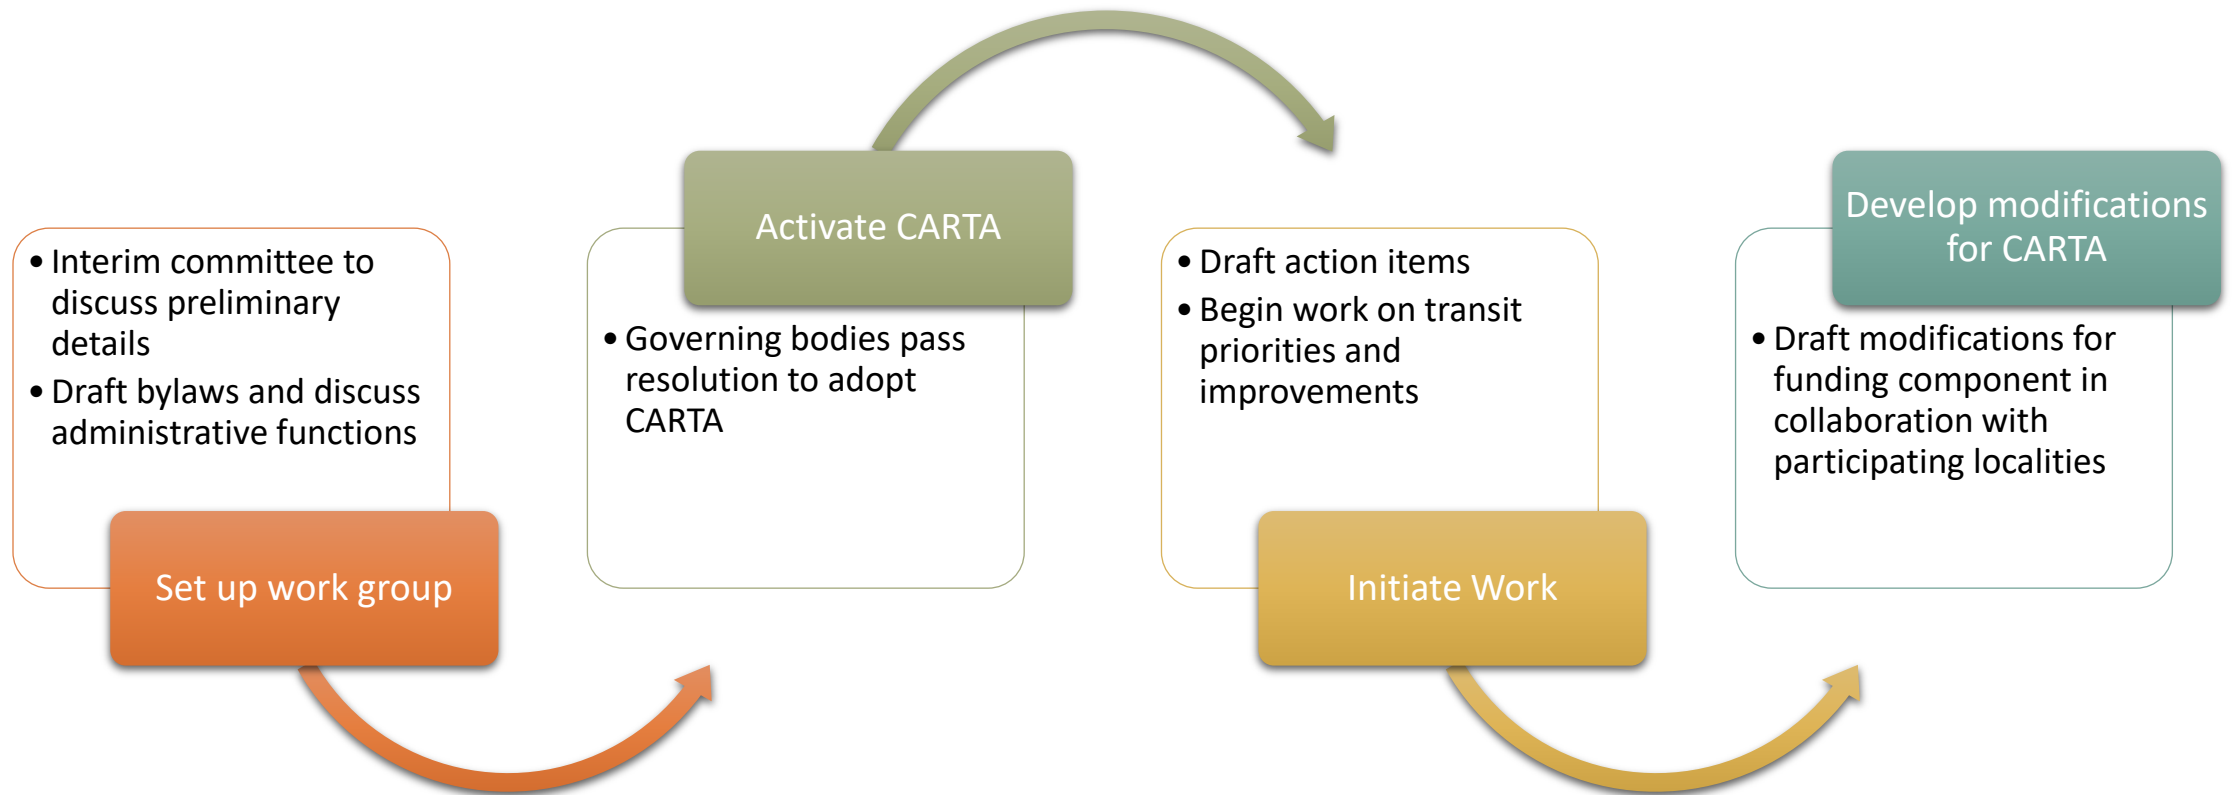 • Interim committee to
discuss preliminary
details
• Draft bylaws and discuss
administrative functions
Set up work group
Activate CARTA
• Governing bodies pass
resolution to adopt
CARTA
• Draft action items
• Begin work on transit
priorities and
improvements
Initiate Work
Develop modifications
for CARTA
• Draft modifications for
funding component in
collaboration with
participating localities